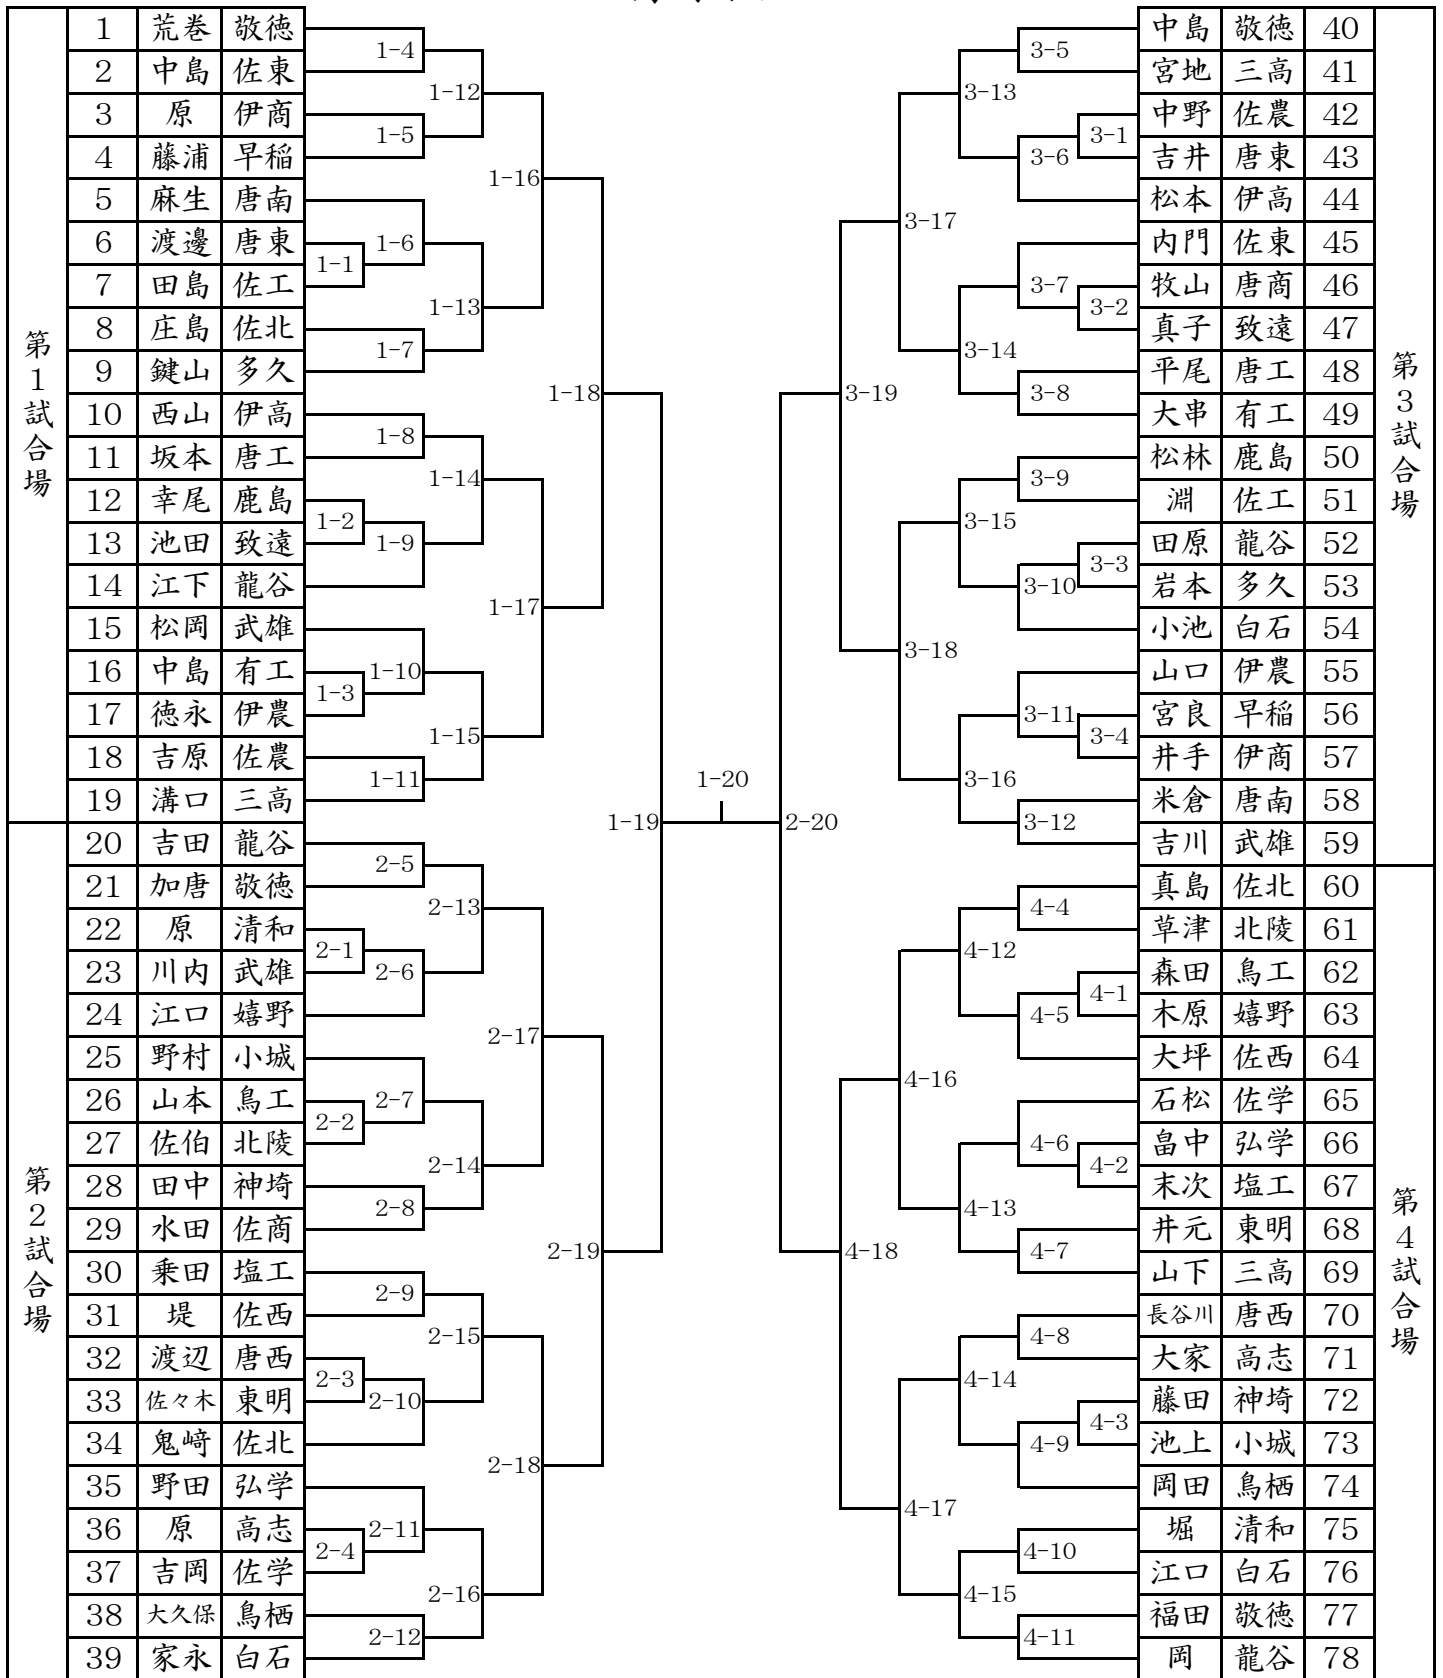 第1試合場
1 荒巻 敬徳
2 中島 佐東
3 原 伊商
4 藤浦 早稲
5 麻生 唐南
6 渡邊 唐東
7 田島 佐工
8 庄島 佐北
9 鍵山 多久
10 西山 伊高
11 坂本 唐工
12 幸尾 鹿島
13 池田 致遠
14 江下 龍谷
15 松岡 武雄
16 中島 有工
17 徳永 伊農
18 吉原 佐農
19 溝口 三高
第2試合場
20 吉田 龍谷
21 加唐 敬徳
22 原 清和
23 川内 武雄
24 江口 嬉野
25 野村 小城
26 山本 鳥工
27 佐伯 北陵
28 田中 神埼
29 水田 佐商
30 乗田 塩工
31 堤 佐西
32 渡辺 唐西
33 佐々木 東明
34 鬼﨑 佐北
35 野田 弘学
36 原 高志
37 吉岡 佐学
38 大久保 鳥栖
39 家永 白石
1-4
1-5
1-1
1-6
1-7
1-8
1-2
1-9
1-3
1-10
1-11
1-12
1-13
1-14
1-15
1-16
1-17
1-18
1-19
2-5
2-1
2-6
2-2
2-7
2-8
2-9
2-3
2-10
2-4
2-11
2-12
2-13
2-14
2-15
2-16
2-17
2-18
2-19
1-20
2-20
3-19
4-18
3-17
3-18
4-16
4-17
3-13
3-14
3-15
3-16
4-12
4-13
4-14
4-15
3-5
3-1
3-6
3-7
3-2
3-8
3-9
3-3
3-10
3-11
3-4
3-12
4-4
4-1
4-5
4-6
4-2
4-7
4-8
4-3
4-9
4-10
4-11
中島 敬徳 40
宮地 三高 41
中野 佐農 42
吉井 唐東 43
松本 伊高 44
内門 佐東 45
牧山 唐商 46
真子 致遠 47
平尾 唐工 48
大串 有工 49
松林 鹿島 50
淵 佐工 51
田原 龍谷 52
岩本 多久 53
小池 白石 54
山口 伊農 55
宮良 早稲 56
井手 伊商 57
米倉 唐南 58
吉川 武雄 59
第3試合場
真島 佐北 60
草津 北陵 61
森田 鳥工 62
木原 嬉野 63
大坪 佐西 64
石松 佐学 65
畠中 弘学 66
末次 塩工 67
井元 東明 68
山下 三高 69
長谷川 唐西 70
大家 高志 71
藤田 神埼 72
池上 小城 73
岡田 鳥栖 74
堀 清和 75
江口 白石 76
福田 敬徳 77
岡 龍谷 78
第4試合場